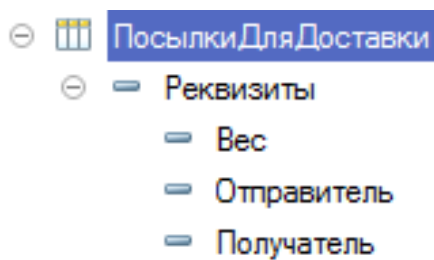 ПосылкиДляДоставки
Реквизиты
Вес
Отправитель
Получатель